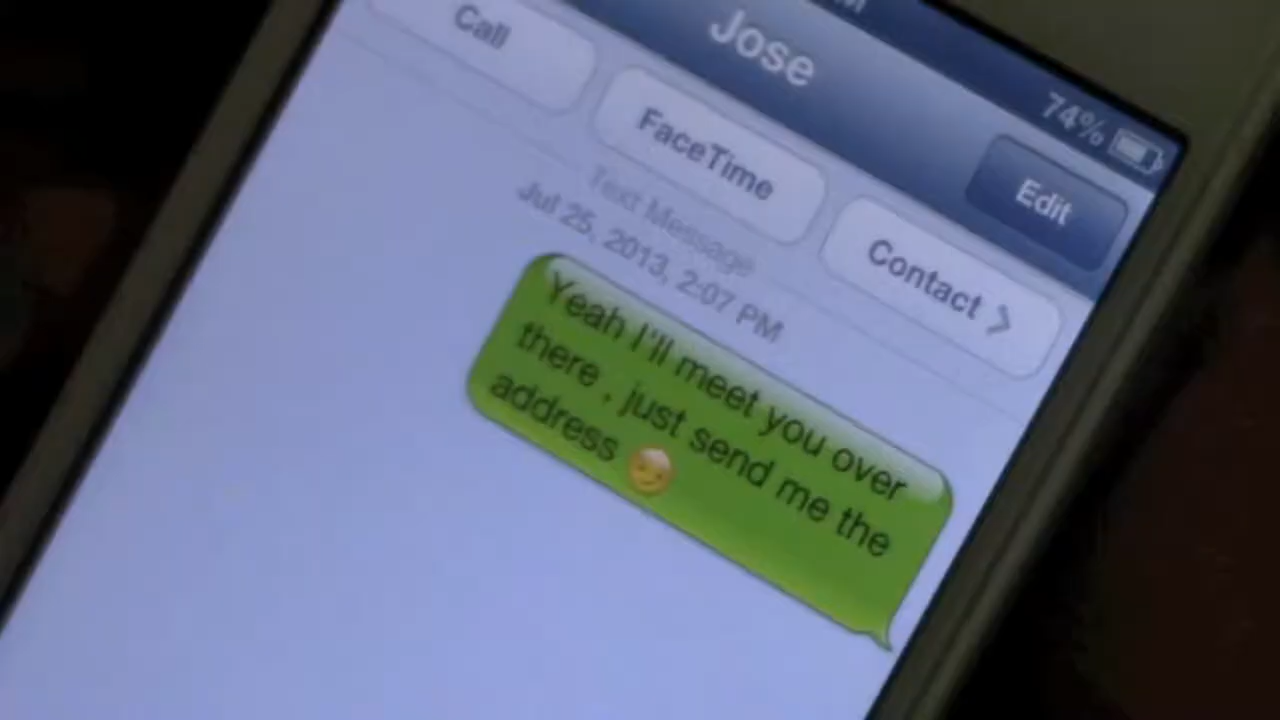 Jose
74%
Edit
Call
FaceTime
Contact
Text Message
Jul 25, 2013, 2:07 PM
Yeah I'll meet you over
there , just send me the
address 😉